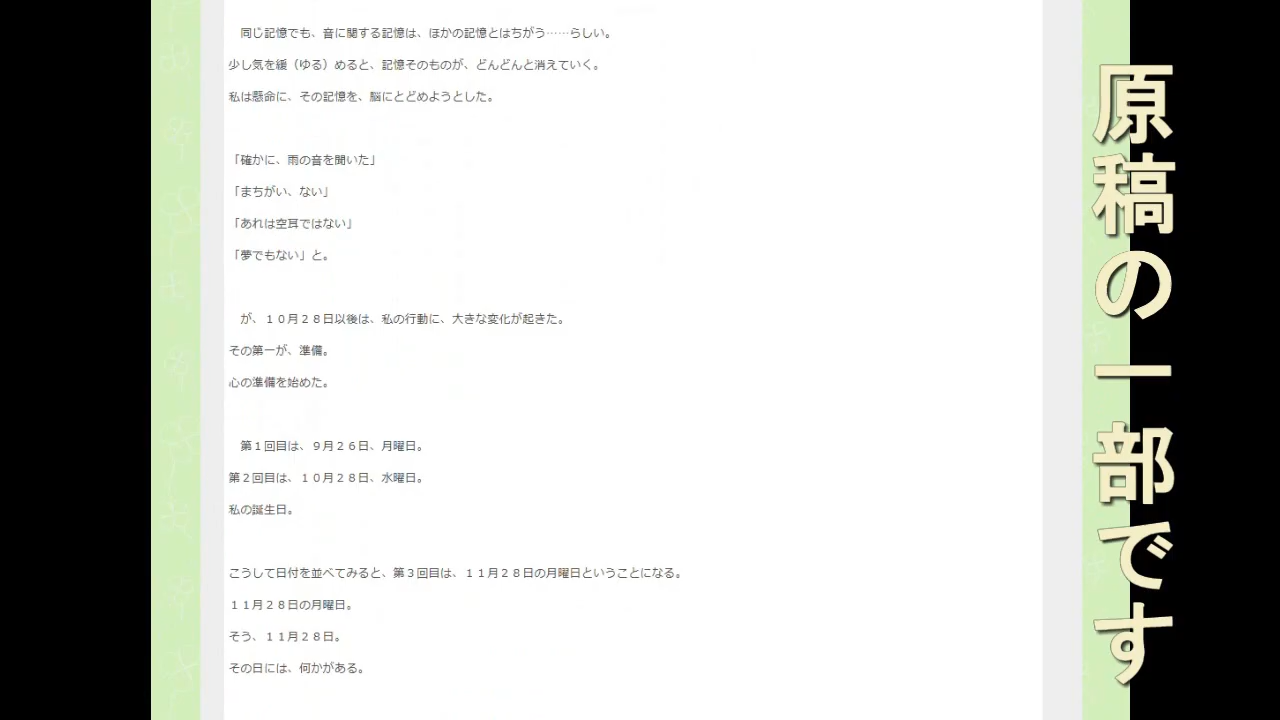 同じ記憶でも、音に関する記憶は、ほかの記憶とはちがう……らしい。
少し気を緩（ゆる）めると、記憶そのものが、どんどんと消えていく。
私は懸命に、その記憶を、脳にとどめようとした。
「確かに、雨の音を聞いた」
「まちがい、ない」
「あれは空耳ではない」
「夢でもない」と。
が、１０月２８日以後は、私の行動に、大きな変化が起きた。
その第一が、準備。
心の準備を始めた。
第１回目は、９月２６日、月曜日。
第２回目は、１０月２８日、水曜日。
私の誕生日。
こうして日付を並べてみると、第３回目は、１１月２８日の月曜日ということになる。
１１月２８日の月曜日。
そう、１１月２８日。
その日には、何かがある。
原稿の一部です